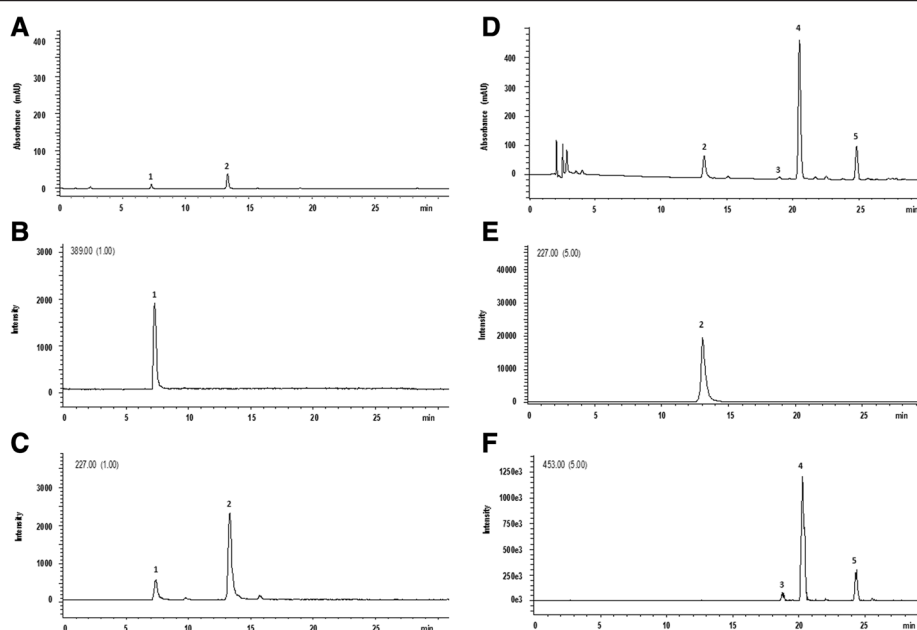 A
Absorbance (mAU)
400
300
200
100
0
1
2
0 5 10 15 20 25 min
B
389.00 (1.00)
Intensity
3000
2000
1000
0
1
5 10 15 20 25 min
C
227.00 (1.00)
Intensity
3000
2000
1000
0
1
2
0 5 10 15 20 25 min
D
Absorbance (mAU)
400
300
200
100
0
2
3
4
5
0 5 10 15 20 25 min
E
227.00 (5.00)
Intensity
40000
30000
20000
10000
0
2
5 10 15 20 25 min
F
453.00 (5.00)
Intensity
1250e3
1000e3
750e3
500e3
250e3
0e3
3
4
5
0 5 10 15 20 25 min